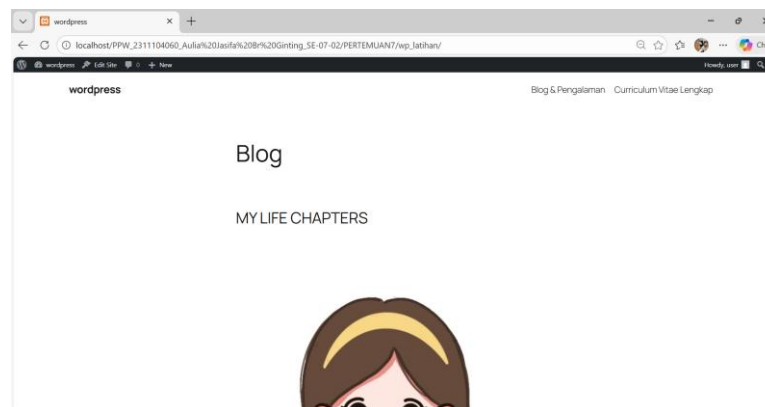 wordpress
localhost/PPW_2311104060_Aulia%20Jasifa%20Br%20Ginting_SE-07-02/PERTEMUAN7/wp_latihan/
wordpress Edit Site 0 + New Howdy, user
wordpress Blog & Pengalaman Curriculum Vitae Lengkap
Blog
MY LIFE CHAPTERS